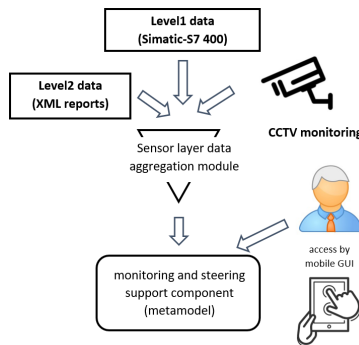 Level1 data
(Simatic-S7 400)
Level2 data
(XML reports)
CCTV monitoring
Sensor layer data
aggregation module
access by
mobile GUI
monitoring and steering
support component
(metamodel)